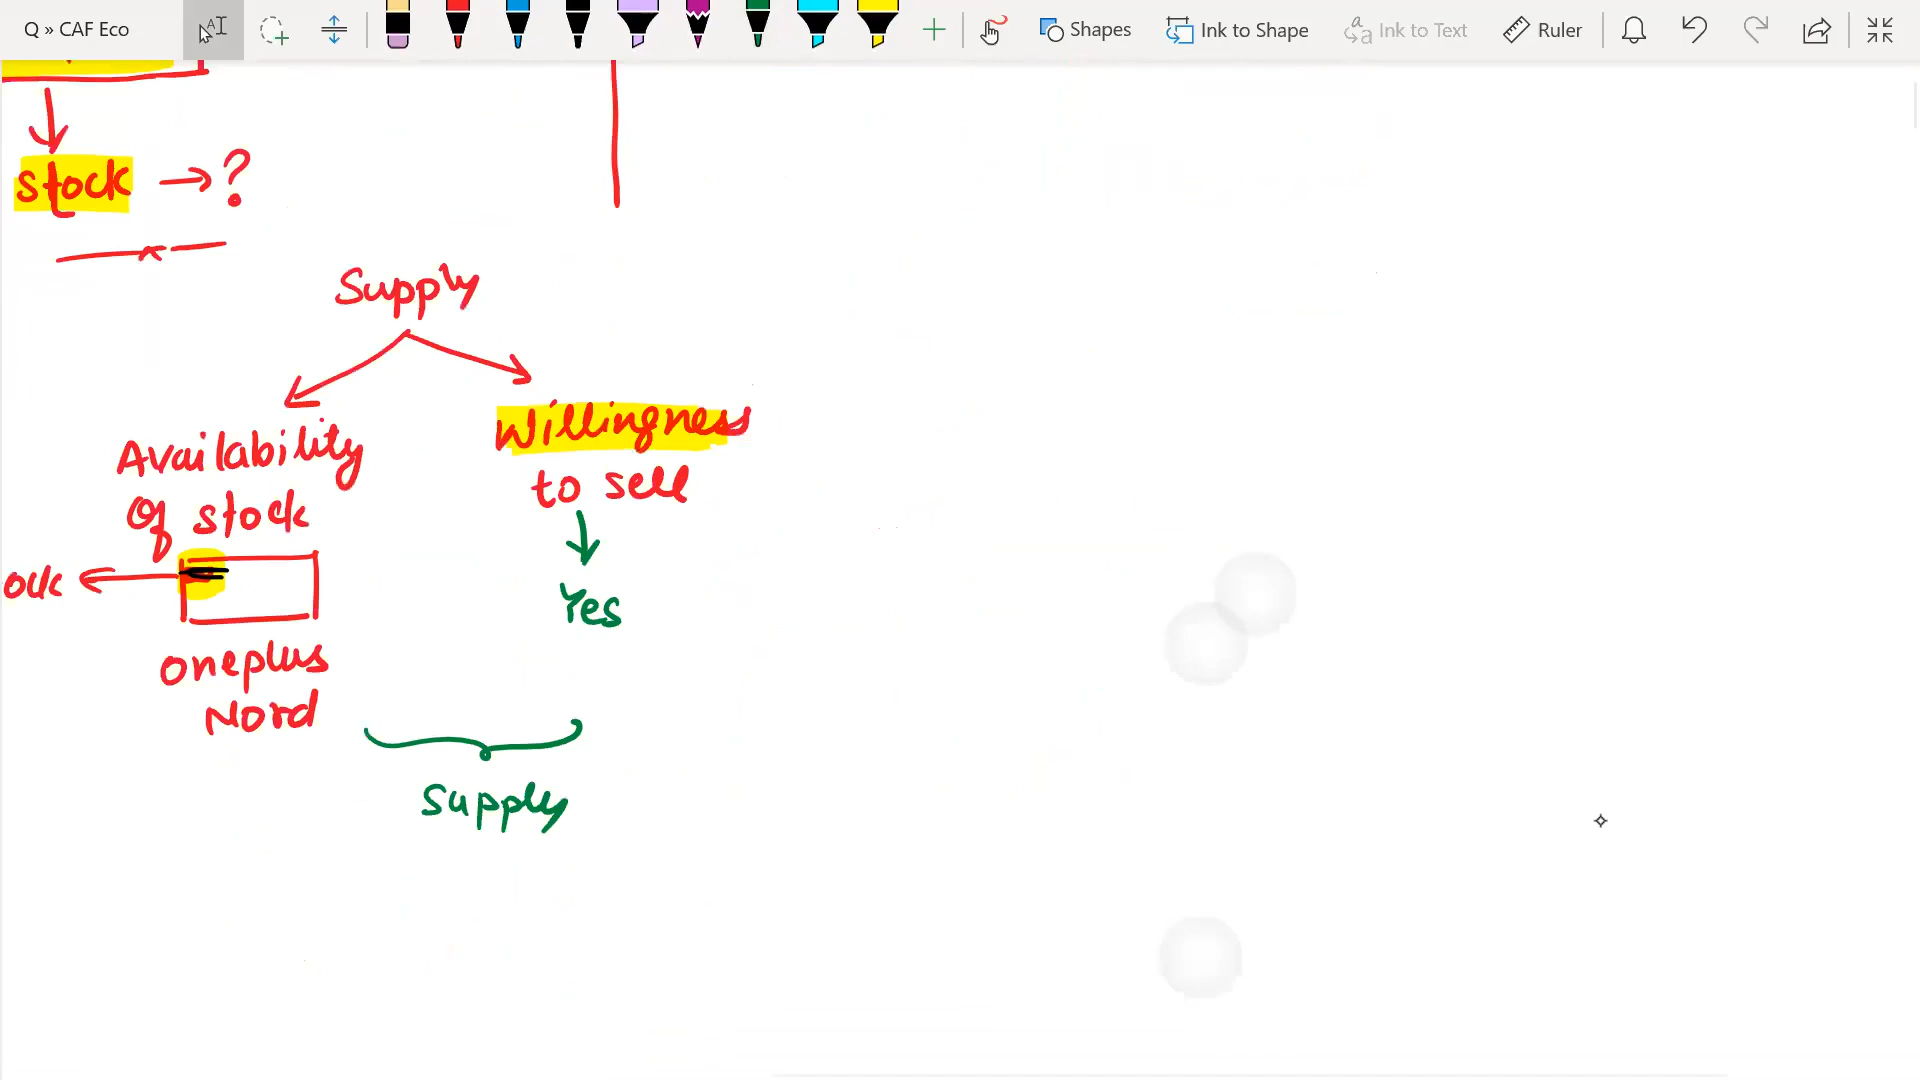 Q » CAF Eco
Shapes
Ink to Shape
Ink to Text
Ruler
stock → ?
Supply
Availability
of stock
Willingness
to sell
Yes
ock
oneplus
Nord
Supply